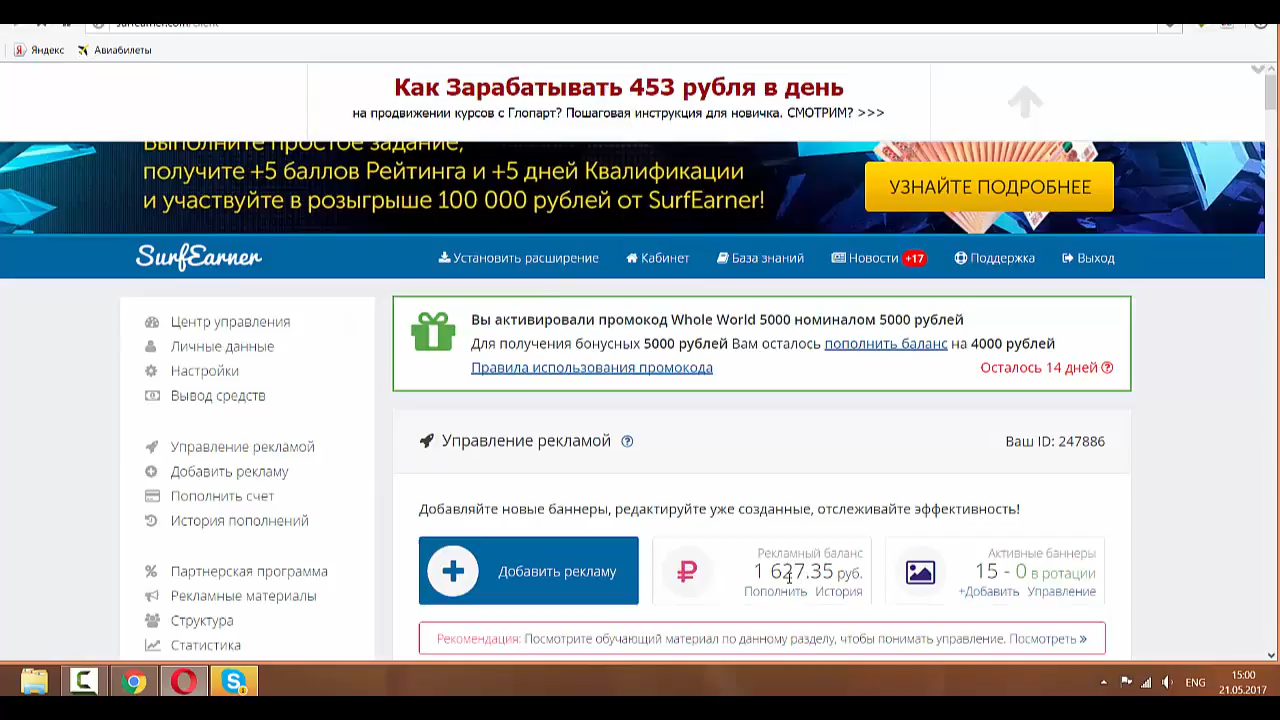 Яндекс Авиабилеты
Как Зарабатывать 453 рубля в день
на продвижении курсов с Глопарт? Пошаговая инструкция для новичка. СМОТРИМ? >>>
Выполните простое задание,
получите +5 баллов Рейтинга и +5 дней Квалификации
и участвуйте в розыгрыше 100 000 рублей от SurfEarner!
УЗНАЙТЕ ПОДРОБНЕЕ
SurfEarner
Установить расширение Кабинет База знаний Новости +17 Поддержка Выход
Центр управления
Личные данные
Настройки
Вывод средств
Управление рекламой
Добавить рекламу
Пополнить счет
История пополнений
Партнерская программа
Рекламные материалы
Структура
Статистика
Вы активировали промокод Whole World 5000 номиналом 5000 рублей
Для получения бонусных 5000 рублей Вам осталось пополнить баланс на 4000 рублей
Правила использования промокода
Осталось 14 дней
Управление рекламой
Ваш ID: 247886
Добавляйте новые баннеры, редактируйте уже созданные, отслеживайте эффективность!
Добавить рекламу
Рекламный баланс
1 627.35 руб.
Пополнить История
Активные баннеры
15 - 0 в ротации
+Добавить Управление
Рекомендация: Посмотрите обучающий материал по данному разделу, чтобы понимать управление. Посмотреть »
ENG
15:00
21.05.2017